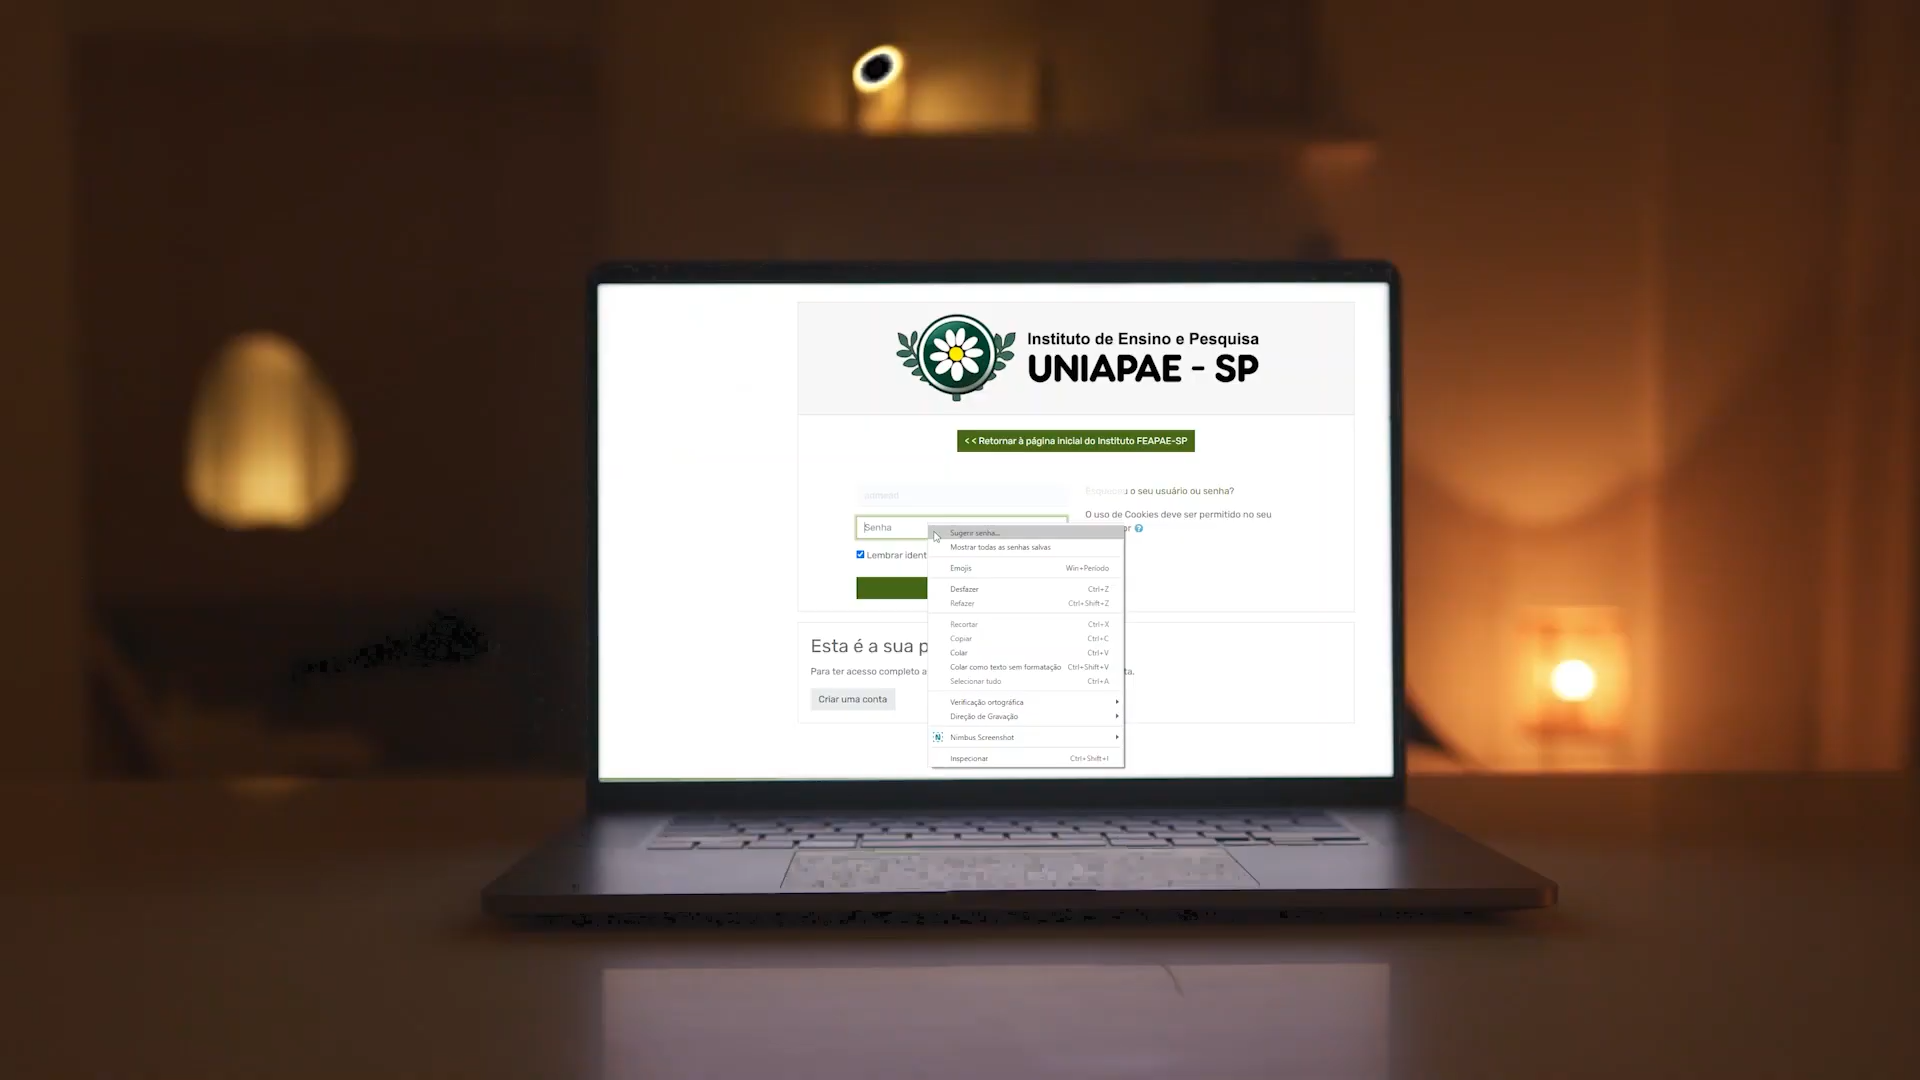 Instituto de Ensino e Pesquisa
UNIAPAE - SP
< < Retornar à página inicial do Instituto FEAPAE-SP
o seu usuário ou senha?
Senha
O uso de Cookies deve ser permitido no seu
Lembrar ident
Sugerir senha...
Mostrar todas as senhas salvas
Emojis Win+Período
Desfazer Ctrl+Z
Refazer Ctrl+Shift+Z
Recortar Ctrl+X
Copiar Ctrl+C
Colar Ctrl+V
Colar como texto sem formatação Ctrl+Shift+V
Selecionar tudo Ctrl+A
Verificação ortográfica
Direção de Gravação
N Nimbus Screenshot
Inspecionar Ctrl+Shift+I
Esta é a sua p
Para ter acesso completo a
ta.
Criar uma conta